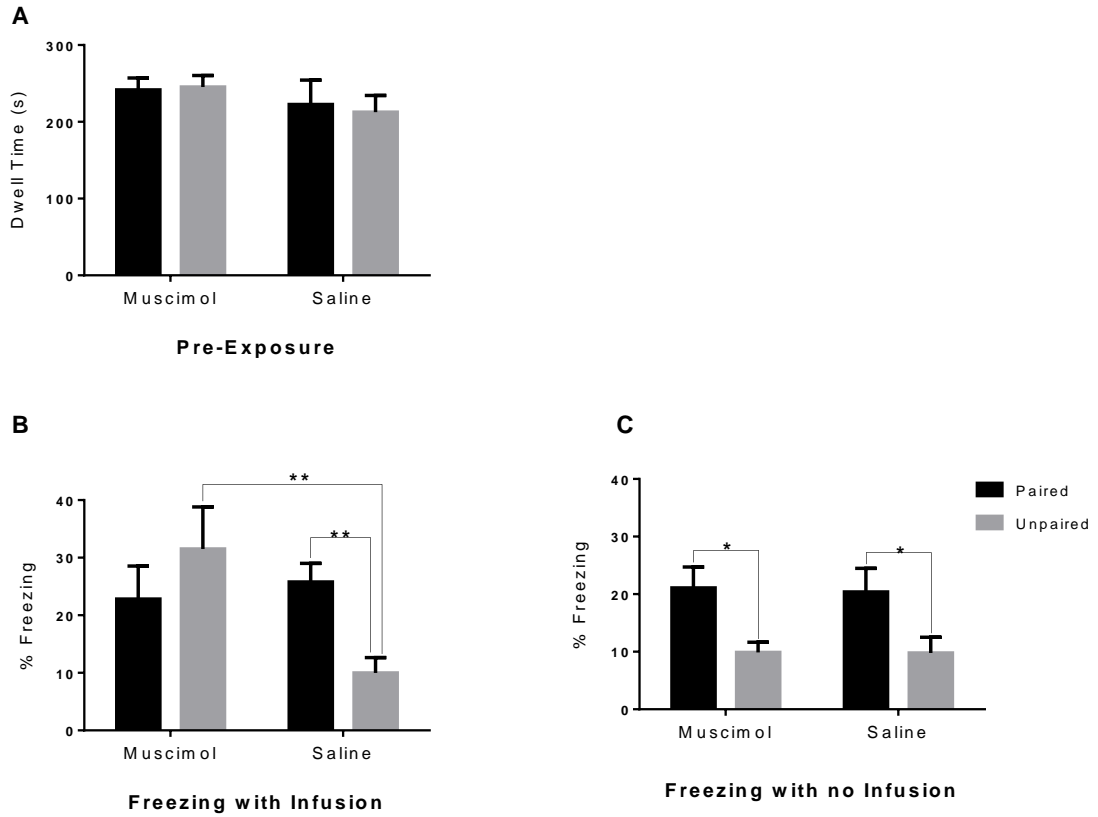 A
300
200
100
0
Dwell Time (s)
Muscimol Saline
Pre-Exposure
B
40
30
20
10
0
% Freezing
**
**
Muscimol Saline
Freezing with Infusion
C
40
30
20
10
0
% Freezing
*
*
Muscimol Saline
Freezing with no Infusion
Paired
Unpaired